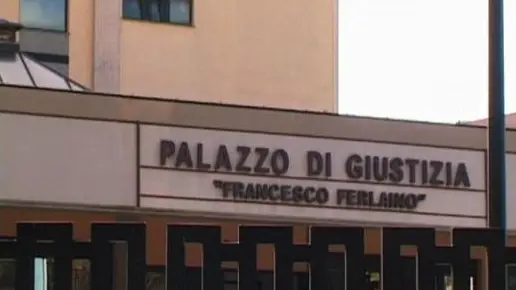 PALAZZO DI GIUSTIZIA
"FRANCESCO FERLAINO"